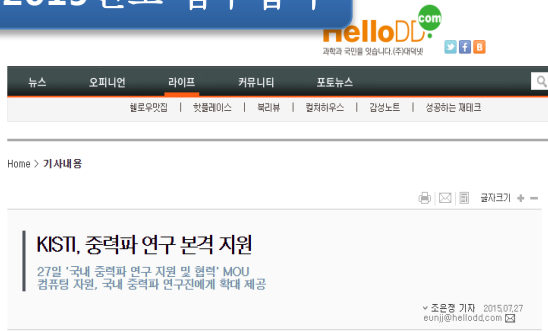 HelloDD.com
과학과 국민을 잇습니다.(주)대덕넷
뉴스 오피니언 라이프 커뮤니티 포토뉴스
헬로우맛집 | 핫플레이스 | 북리뷰 | 컬처하우스 | 감성노트 | 성공하는 재테크
Home > 기사내용
글자크기 + -
KISTI, 중력파 연구 본격 지원
27일 '국내 중력파 연구 지원 및 협력' MOU
컴퓨팅 자원, 국내 중력파 연구진에게 확대 제공
조은정 기자 2015.07.27
eunjj@hellodd.com